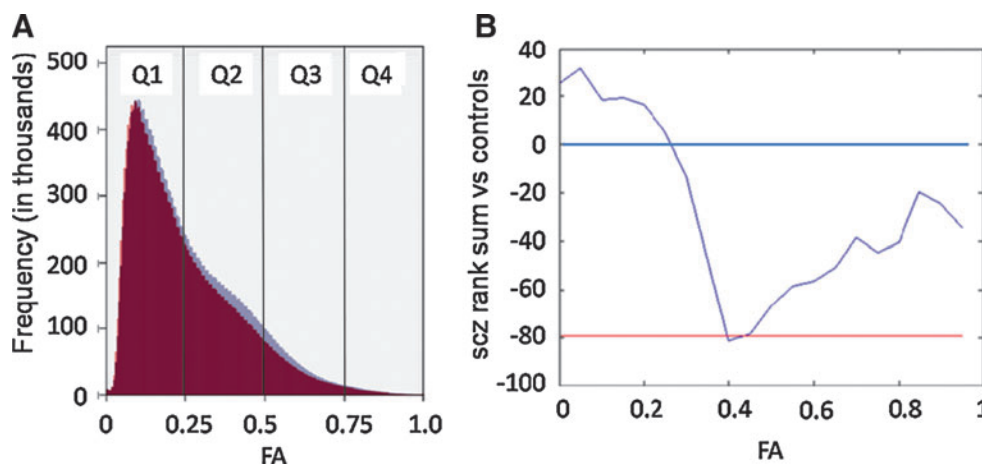 A
Frequency (in thousands)
500
400
300
200
100
0
Q1 Q2 Q3 Q4
0 0.25 0.5 0.75 1.0
FA
B
scz rank sum vs controls
40
20
0
-20
-40
-60
-80
-100
0 0.2 0.4 0.6 0.8 1
FA